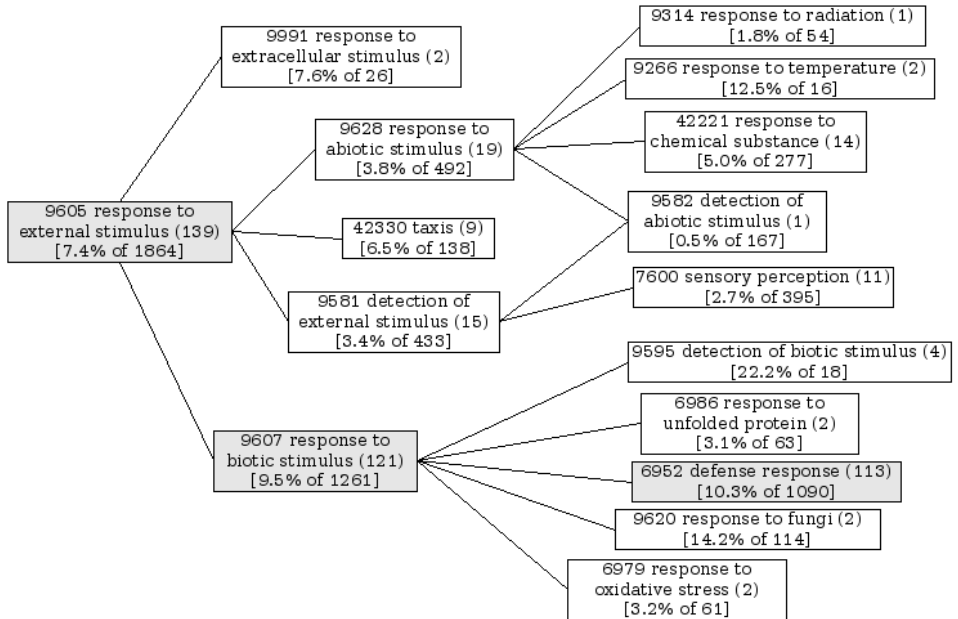 9991 response to
extracellular stimulus (2)
[7.6% of 26]
9314 response to radiation (1)
[1.8% of 54]
9266 response to temperature (2)
[12.5% of 16]
9628 response to
abiotic stimulus (19)
[3.8% of 492]
42221 response to
chemical substance (14)
[5.0% of 277]
9605 response to
external stimulus (139)
[7.4% of 1864]
42330 taxis (9)
[6.5% of 138]
9582 detection of
abiotic stimulus (1)
[0.5% of 167]
9581 detection of
external stimulus (15)
[3.4% of 433]
7600 sensory perception (11)
[2.7% of 395]
9595 detection of biotic stimulus (4)
[22.2% of 18]
6986 response to
unfolded protein (2)
[3.1% of 63]
9607 response to
biotic stimulus (121)
[9.5% of 1261]
6952 defense response (113)
[10.3% of 1090]
9620 response to fungi (2)
[14.2% of 114]
6979 response to
oxidative stress (2)
[3.2% of 61]